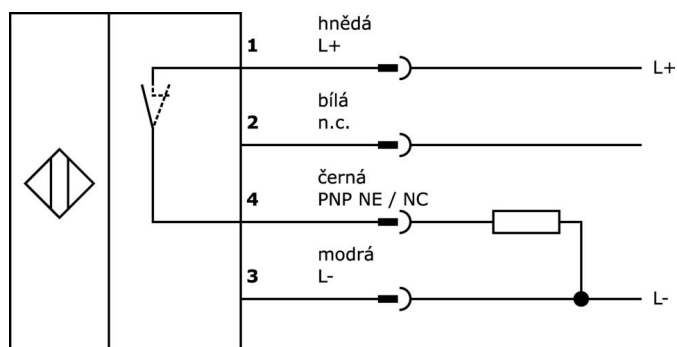 hnědá
1 L+
L+
bílá
2 n.c.
černá
4 PNP NE / NC
modrá
3 L-
L-